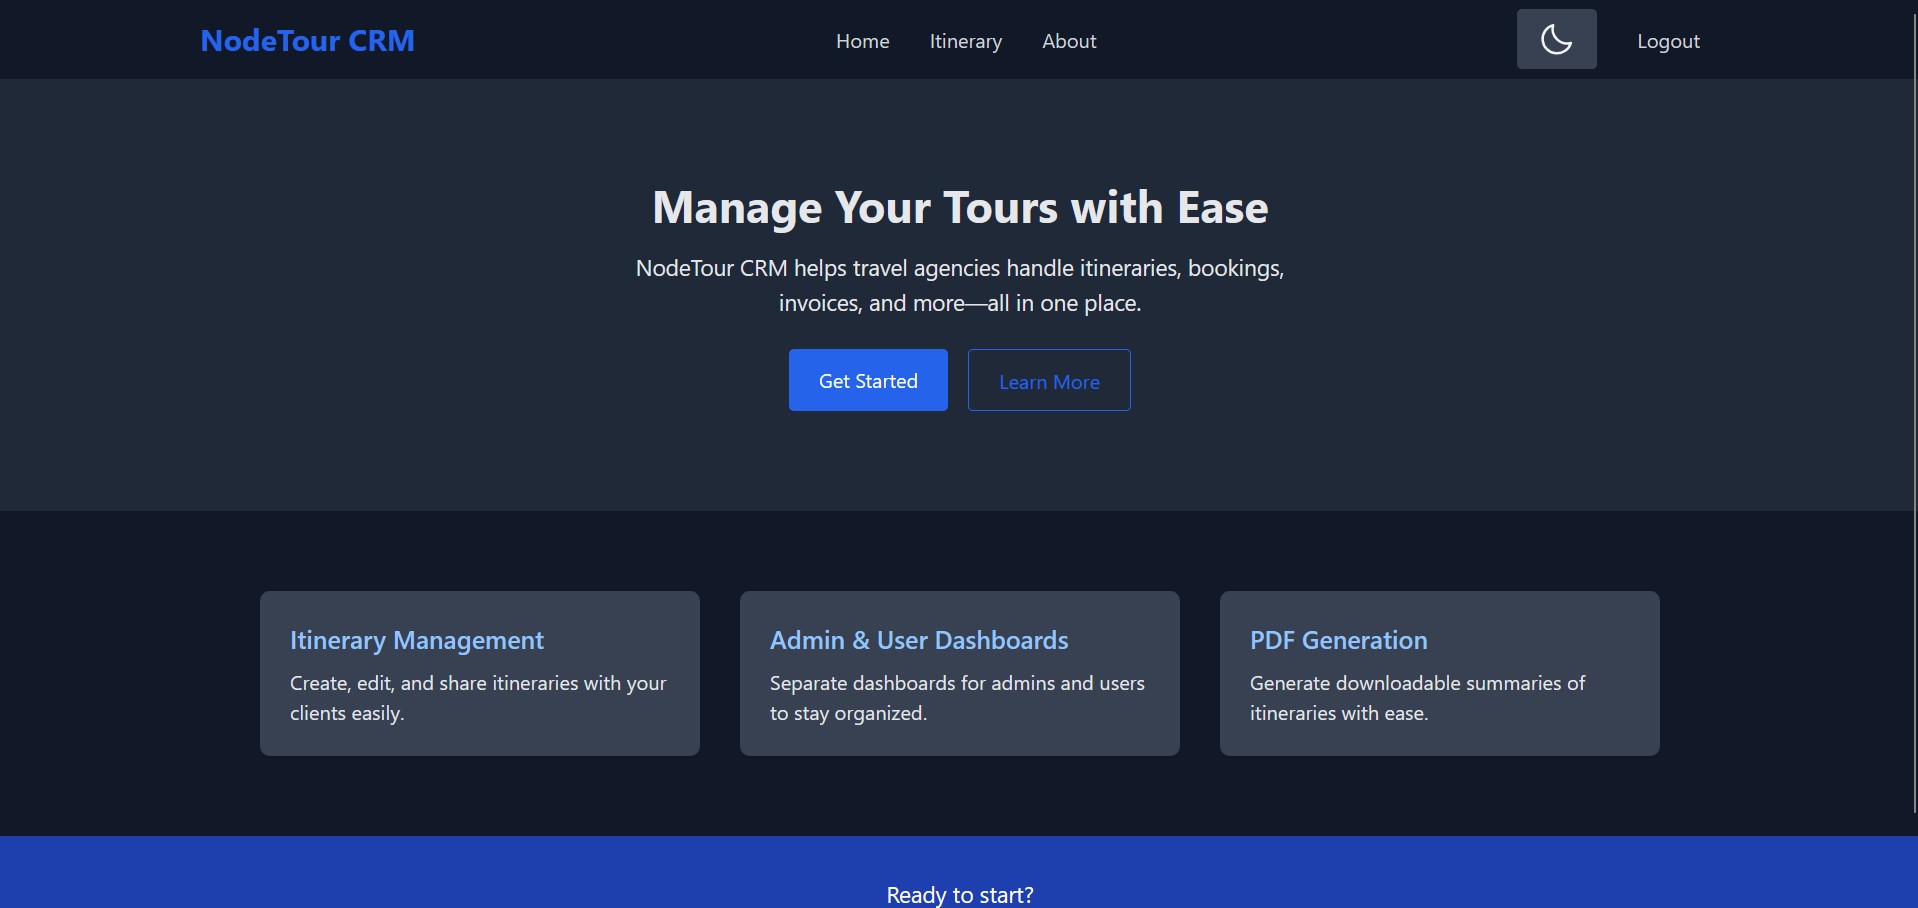 NodeTour CRM
Home
Itinerary
About
Logout
Manage Your Tours with Ease
NodeTour CRM helps travel agencies handle itineraries, bookings,
invoices, and more—all in one place.
Get Started
Learn More
Itinerary Management
Create, edit, and share itineraries with your
clients easily.
Admin & User Dashboards
Separate dashboards for admins and users
to stay organized.
PDF Generation
Generate downloadable summaries of
itineraries with ease.
Ready to start?